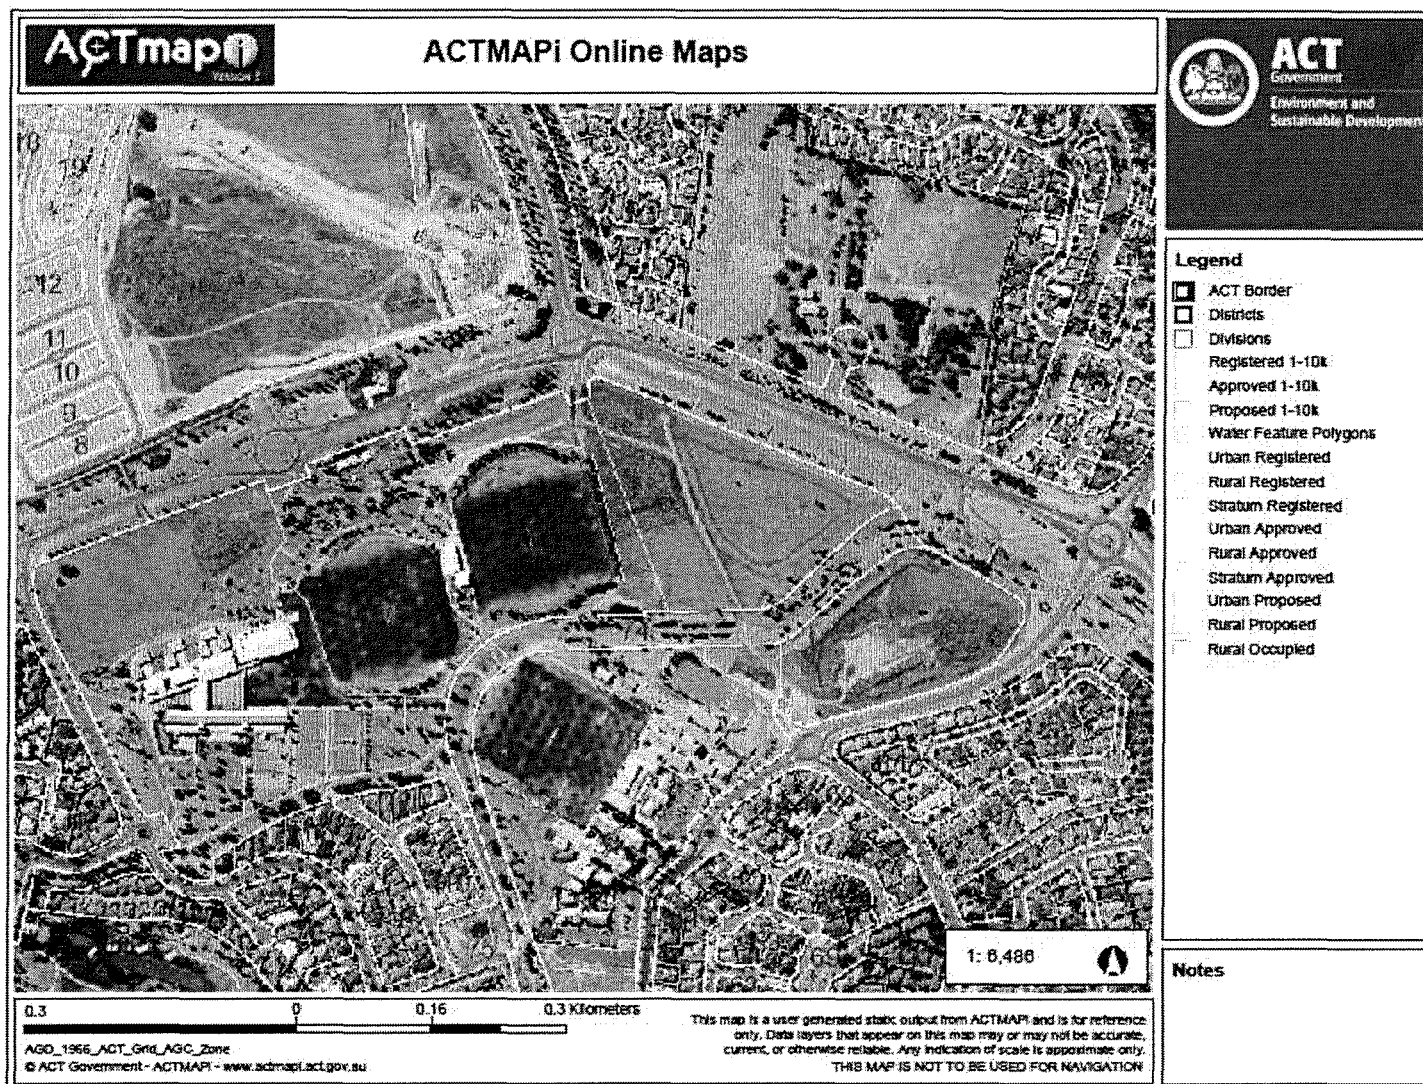 ACTmapi
VERSION 3
ACTMAPi Online Maps
ACT
Government
Environment and
Sustainable Development
19
12
11
10
9
8
69
1: 6,486
Legend
ACT Border
Districts
Divisions
Registered 1-10k
Approved 1-10k
Proposed 1-10k
Water Feature Polygons
Urban Registered
Rural Registered
Stratum Registered
Urban Approved
Rural Approved
Stratum Approved
Urban Proposed
Rural Proposed
Rural Occupied
Notes
0.3 0 0.16 0.3 Kilometers
AGD_1966_ACT_Grid_AGC_Zone
© ACT Government - ACTMAPi - www.actmapi.act.gov.au
This map is a user generated static output from ACTMAPi and is for reference
only. Data layers that appear on this map may or may not be accurate,
current, or otherwise reliable. Any indication of scale is approximate only.
THIS MAP IS NOT TO BE USED FOR NAVIGATION